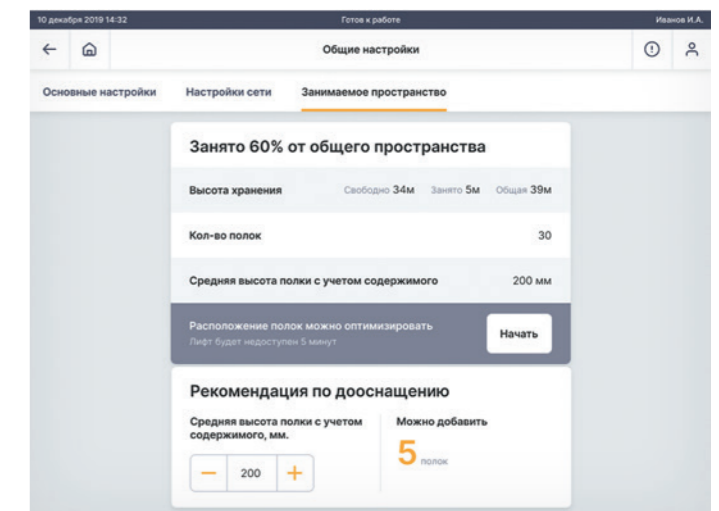 10 декабря 2019 14:32
Готов к работе
Иванов И.А.
Общие настройки
Основные настройки
Настройки сети
Занимаемое пространство
Занято 60% от общего пространства
Высота хранения
Свободно 34м Занято 5м Общая 39м
Кол-во полок
30
Средняя высота полки с учетом содержимого
200 мм
Расположение полок можно оптимизировать
Лифт будет недоступен 5 минут
Начать
Рекомендация по дооснащению
Средняя высота полки с учетом
содержимого, мм.
200
Можно добавить
5 полок